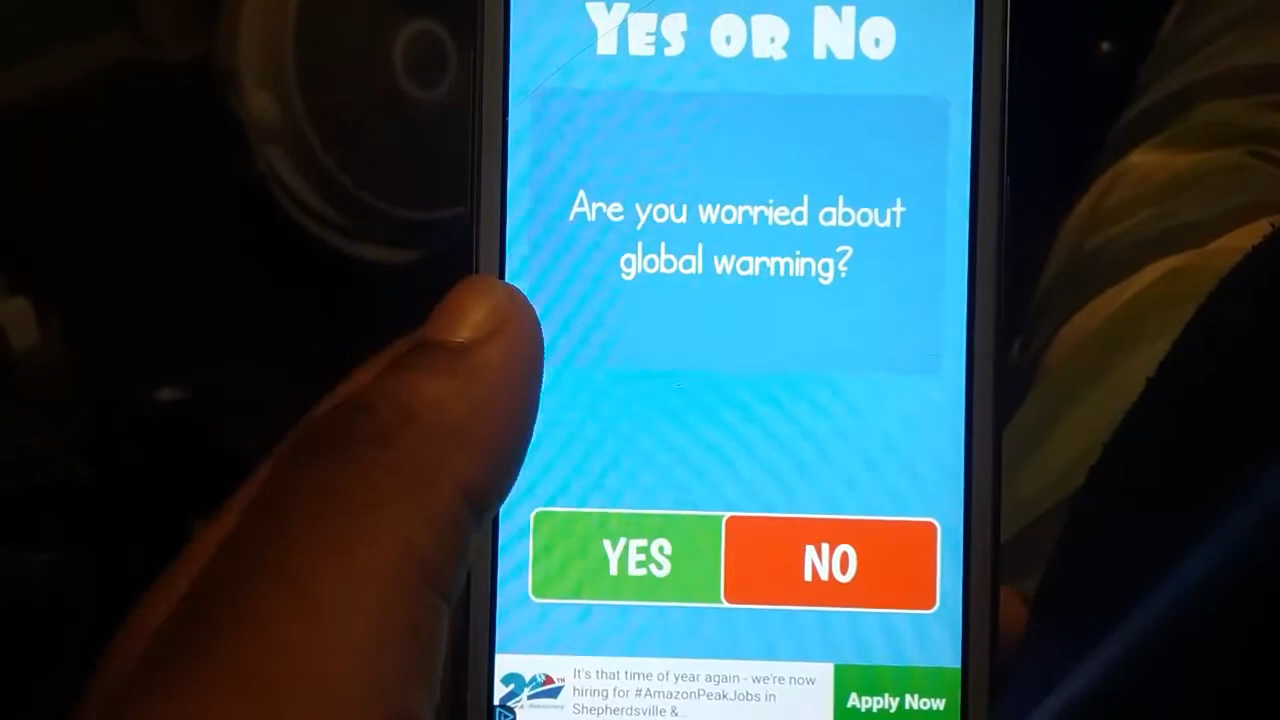 Yes or No
Are you worried about
global warming?
YES
NO
It's that time of year again - we're now
hiring for #AmazonPeakJobs in
Shepherdsville &...
Apply Now